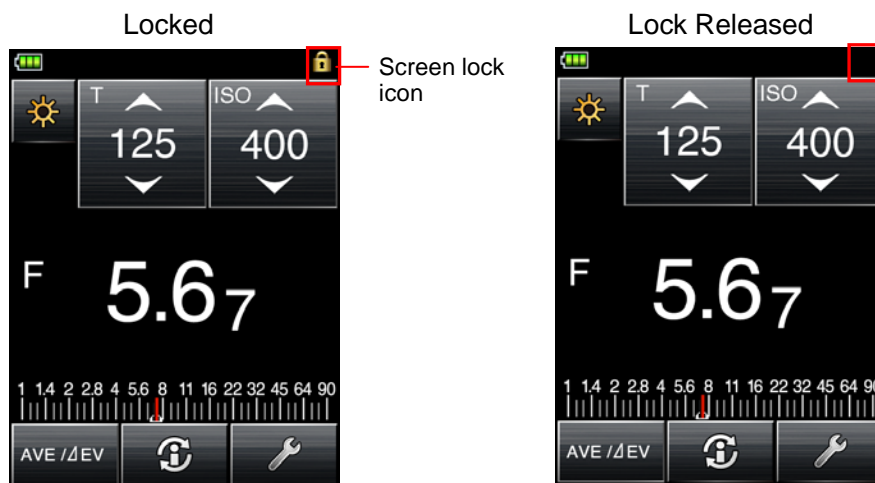 Locked
Lock Released
Screen lock
icon
T
125
ISO
400
F
5.6 7
1 1.4 2 2.8 4 5.6 8 11 16 22 32 45 64 90
AVE /⊿EV
T
125
ISO
400
F
5.6 7
1 1.4 2 2.8 4 5.6 8 11 16 22 32 45 64 90
AVE /⊿EV